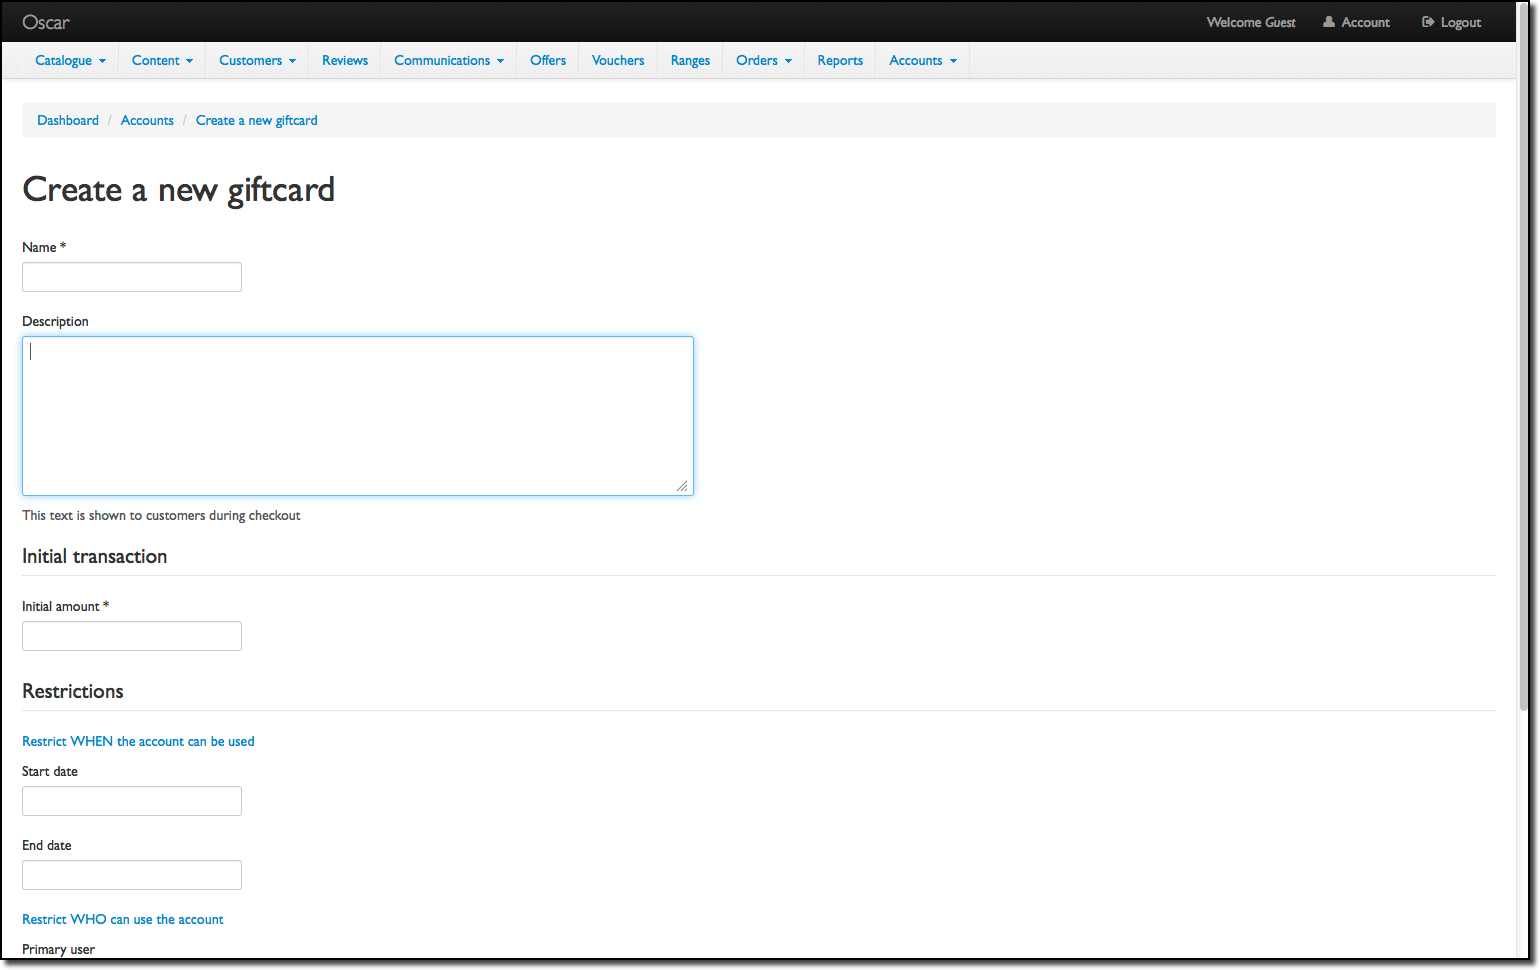 Oscar Welcome Guest Account Logout
Catalogue Content Customers Reviews Communications Offers Vouchers Ranges Orders Reports Accounts
Dashboard / Accounts / Create a new giftcard
Create a new giftcard
Name *
Description
This text is shown to customers during checkout
Initial transaction
Initial amount *
Restrictions
Restrict WHEN the account can be used
Start date
End date
Restrict WHO can use the account
Primary user